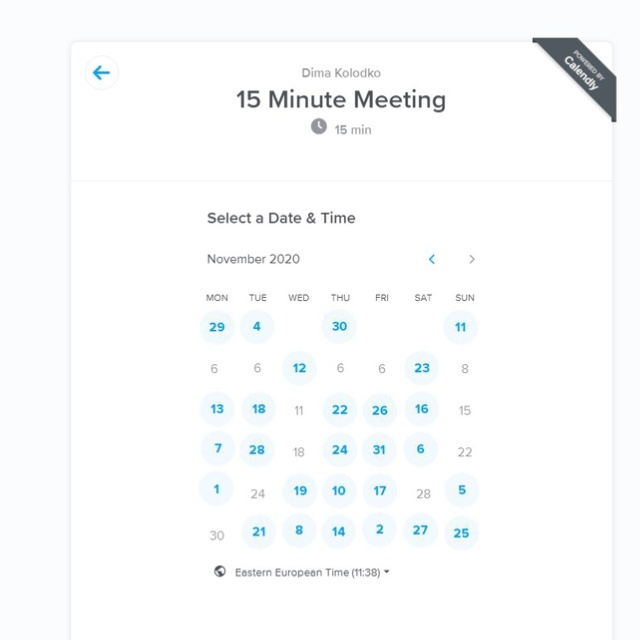 POWERED BY
Calendly
Dima Kolodko
15 Minute Meeting
15 min
Select a Date & Time
November 2020
MON TUE WED THU FRI SAT SUN
29 4 30 11
6 6 12 6 6 23 8
13 18 11 22 26 16 15
7 28 18 24 31 6 22
1 24 19 10 17 28 5
30 21 8 14 2 27 25
Eastern European Time (11:38)